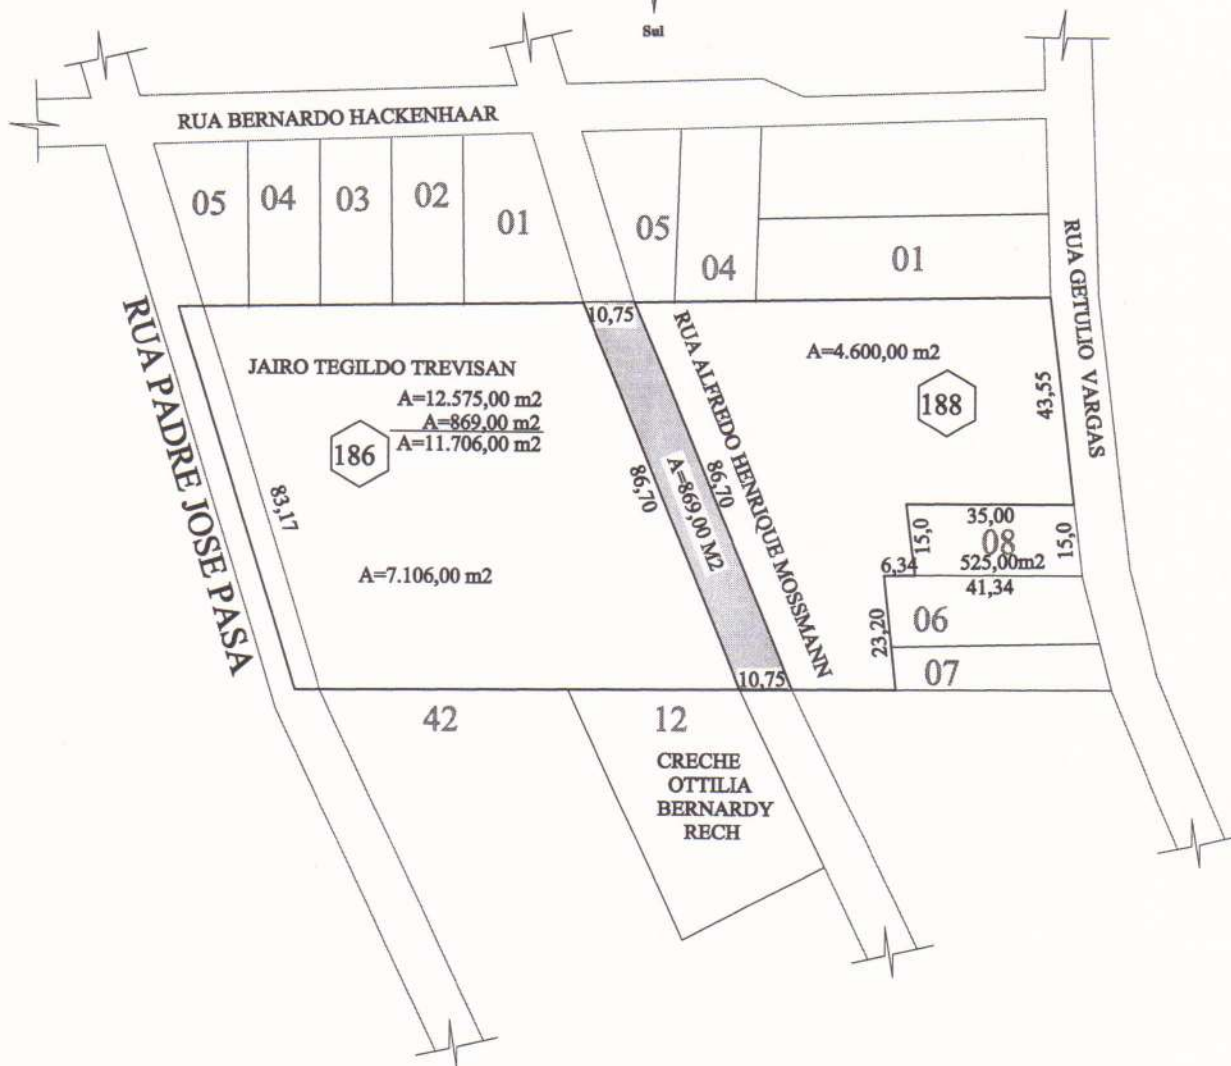 Sul
RUA BERNARDO HACKENHAAR
05
04
03
02
01
05
04
01
RUA GETULIO VARGAS
RUA PADRE JOSE PASA
10,75
RUA ALFREDO HENRIQUE MOSSMANN
JAIRO TEGILDO TREVISAN
A=12.575,00 m2
A=869,00 m2
A=11.706,00 m2
186
A=4.600,00 m2
188
43,55
83,17
86,70
A=869,00 M2
86,70
A=7.106,00 m2
35,00
15,0
08
15,0
525,00m2
6,34
41,34
23,20
06
07
10,75
42
12
CRECHE
OTTILIA
BERNARDY
RECH